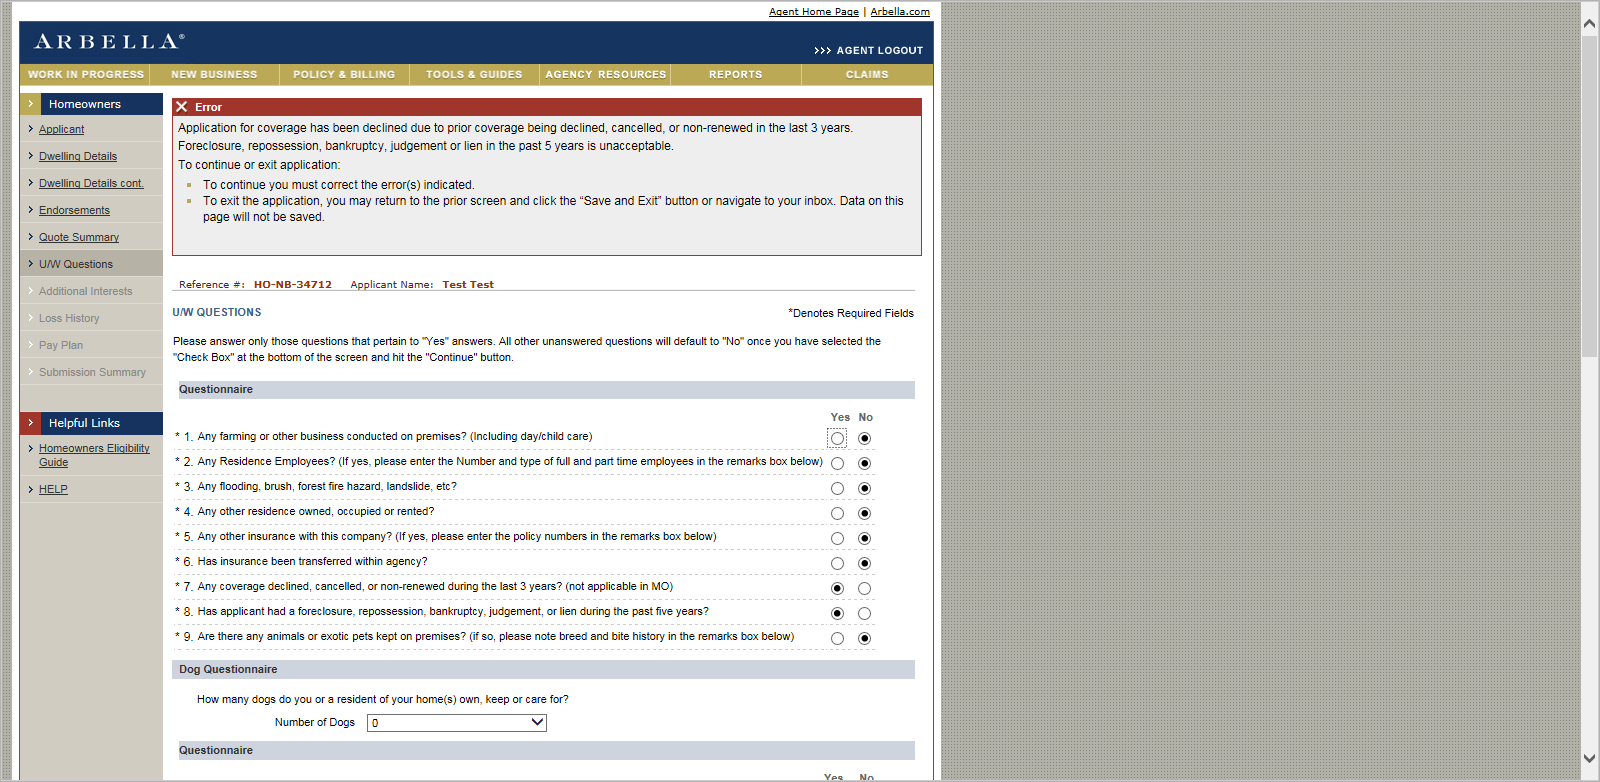 Agent Home Page | Arbella.com
ARBELLA®
>>> AGENT LOGOUT
WORK IN PROGRESS NEW BUSINESS POLICY & BILLING TOOLS & GUIDES AGENCY RESOURCES REPORTS CLAIMS
Homeowners
Applicant
Dwelling Details
Dwelling Details cont.
Endorsements
Quote Summary
U/W Questions
Additional Interests
Loss History
Pay Plan
Submission Summary
Helpful Links
Homeowners Eligibility
Guide
HELP
Error
Application for coverage has been declined due to prior coverage being declined, cancelled, or non-renewed in the last 3 years.
Foreclosure, repossession, bankruptcy, judgement or lien in the past 5 years is unacceptable.
To continue or exit application:
To continue you must correct the error(s) indicated.
To exit the application, you may return to the prior screen and click the “Save and Exit” button or navigate to your inbox. Data on this
page will not be saved.
Reference #: HO-NB-34712 Applicant Name: Test Test
U/W QUESTIONS
*Denotes Required Fields
Please answer only those questions that pertain to "Yes" answers. All other unanswered questions will default to "No" once you have selected the
"Check Box" at the bottom of the screen and hit the "Continue" button.
Questionnaire
Yes No
* 1. Any farming or other business conducted on premises? (Including day/child care)
* 2. Any Residence Employees? (If yes, please enter the Number and type of full and part time employees in the remarks box below)
* 3. Any flooding, brush, forest fire hazard, landslide, etc?
* 4. Any other residence owned, occupied or rented?
* 5. Any other insurance with this company? (If yes, please enter the policy numbers in the remarks box below)
* 6. Has insurance been transferred within agency?
* 7. Any coverage declined, cancelled, or non-renewed during the last 3 years? (not applicable in MO)
* 8. Has applicant had a foreclosure, repossession, bankruptcy, judgement, or lien during the past five years?
* 9. Are there any animals or exotic pets kept on premises? (if so, please note breed and bite history in the remarks box below)
Dog Questionnaire
How many dogs do you or a resident of your home(s) own, keep or care for?
Number of Dogs 0
Questionnaire
Yes No